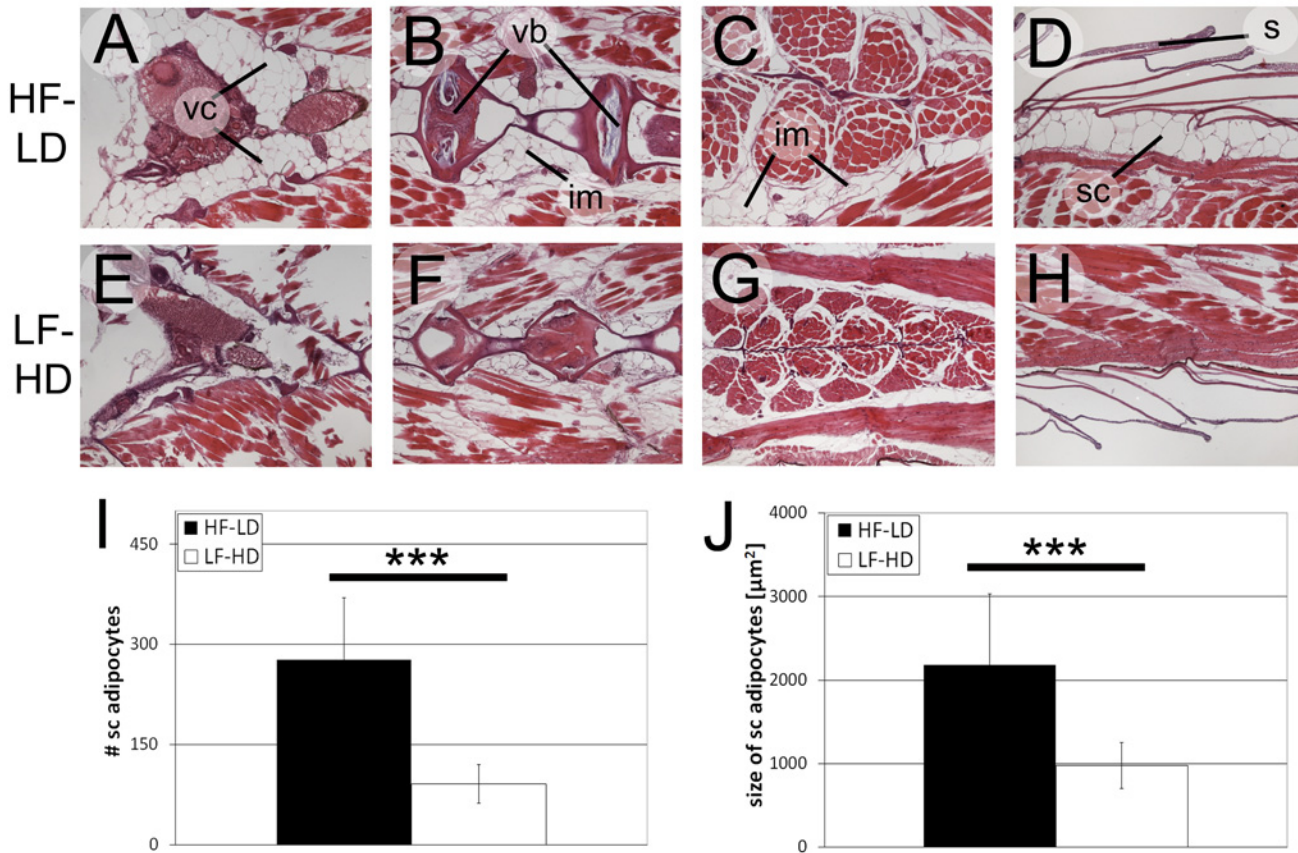 A
B
C
D
HF-
LD
vc
vb
im
im
s
sc
E
F
G
H
LF-
HD
I
HF-LD
LF-HD
***
450
300
150
0
# sc adipocytes
J
HF-LD
LF-HD
***
4000
3000
2000
1000
0
size of sc adipocytes [µm²]